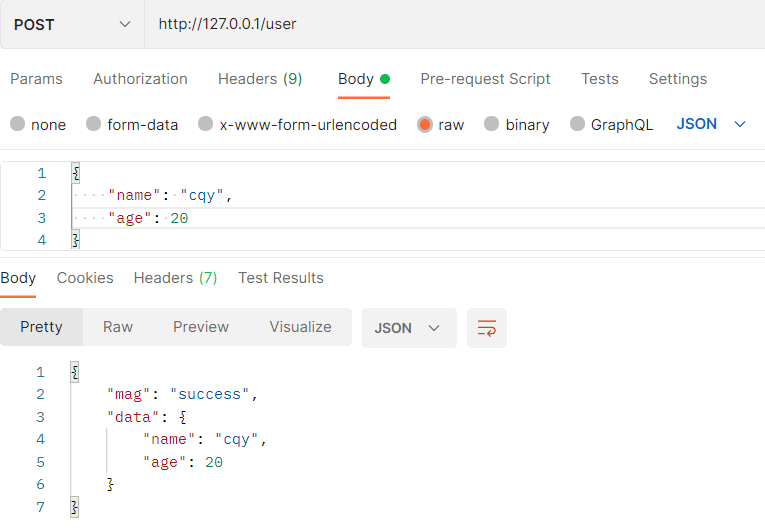 POST http://127.0.0.1/user
Params Authorization Headers (9) Body Pre-request Script Tests Settings
none form-data x-www-form-urlencoded raw binary GraphQL JSON
1 {
2 "name": "cqy",
3 "age": 20
4 }
Body Cookies Headers (7) Test Results
Pretty Raw Preview Visualize JSON
1 {
2 "mag": "success",
3 "data": {
4 "name": "cqy",
5 "age": 20
6 }
7 }